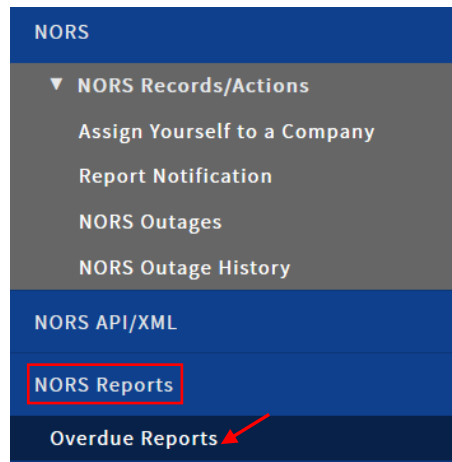 NORS
▼ NORS Records/Actions
Assign Yourself to a Company
Report Notification
NORS Outages
NORS Outage History
NORS API/XML
NORS Reports
Overdue Reports